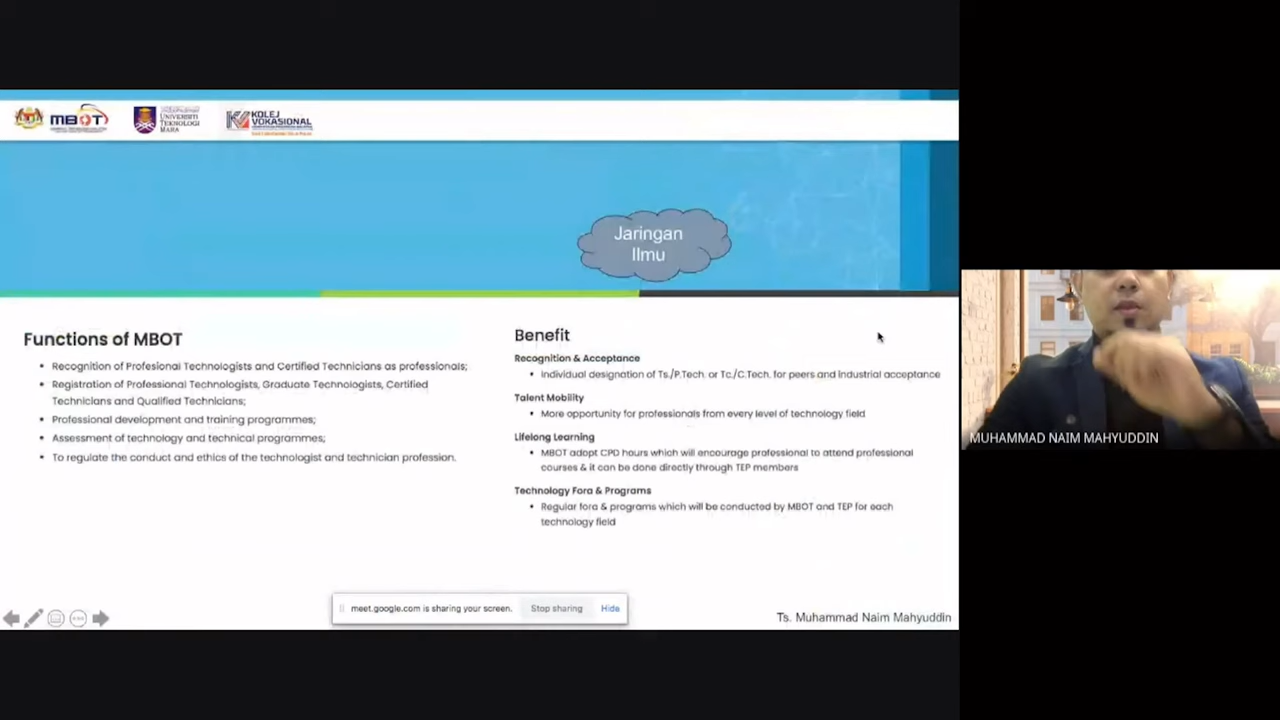 MBOT
UNIVERSITI
TEKNOLOGI
MARA
KOLEJ
VOKASIONAL
Jaringan
Ilmu
Functions of MBOT
• Recognition of Profesional Technologists and Certified Technicians as professionals;
• Registration of Professional Technologists, Graduate Technologists, Certified
Technicians and Qualified Technicians;
• Professional development and training programmes;
• Assessment of technology and technical programmes;
• To regulate the conduct and ethics of the technologist and technician profession.
Benefit
Recognition & Acceptance
• Individual designation of Ts./P.Tech. or Tc./C.Tech. for peers and industrial acceptance
Talent Mobility
• More opportunity for professionals from every level of technology field
Lifelong Learning
• MBOT adopt CPD hours which will encourage professional to attend professional
courses & it can be done directly through TEP members
Technology Fora & Programs
• Regular fora & programs which will be conducted by MBOT and TEP for each
technology field
meet.google.com is sharing your screen. Stop sharing Hide
Ts. Muhammad Naim Mahyuddin
MUHAMMAD NAIM MAHYUDDIN